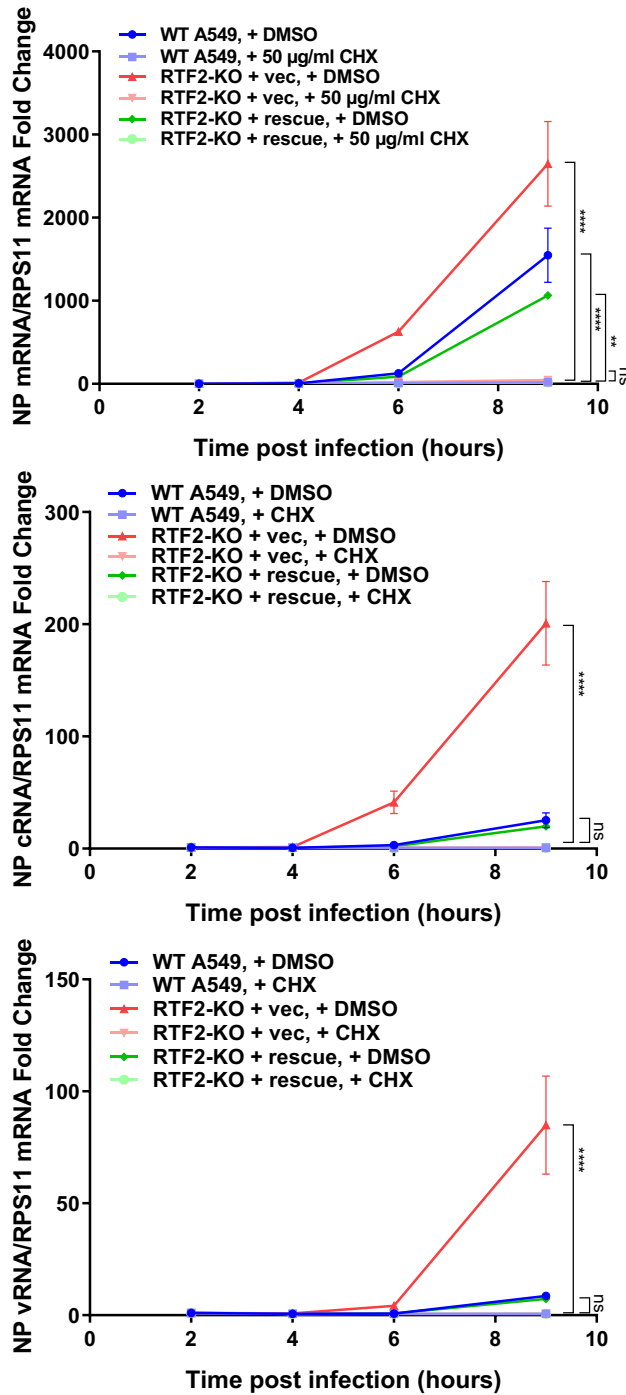 WT A549, + DMSO
WT A549, + 50 µg/ml CHX
RTF2-KO + vec, + DMSO
RTF2-KO + vec, + 50 µg/ml CHX
RTF2-KO + rescue, + DMSO
RTF2-KO + rescue, + 50 µg/ml CHX
NP mRNA/RPS11 mRNA Fold Change
4000
3000
2000
1000
0
0 2 4 6 8 10
Time post infection (hours)
****
****
**
ns
WT A549, + DMSO
WT A549, + CHX
RTF2-KO + vec, + DMSO
RTF2-KO + vec, + CHX
RTF2-KO + rescue, + DMSO
RTF2-KO + rescue, + CHX
NP cRNA/RPS11 mRNA Fold Change
300
200
100
0
0 2 4 6 8 10
Time post infection (hours)
****
ns
WT A549, + DMSO
WT A549, + CHX
RTF2-KO + vec, + DMSO
RTF2-KO + vec, + CHX
RTF2-KO + rescue, + DMSO
RTF2-KO + rescue, + CHX
NP vRNA/RPS11 mRNA Fold Change
150
100
50
0
0 2 4 6 8 10
Time post infection (hours)
****
ns